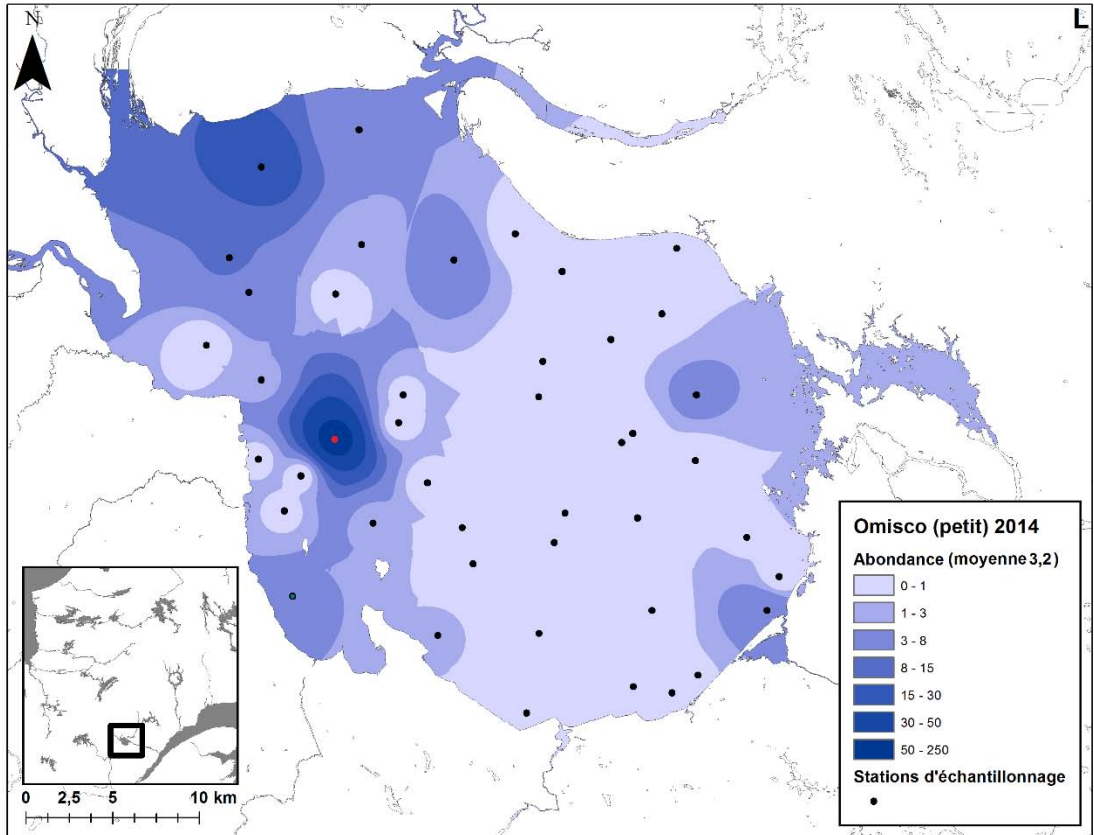 N
L
Omisco (petit) 2014
Abondance (moyenne 3,2)
0 - 1
1 - 3
3 - 8
8 - 15
15 - 30
30 - 50
50 - 250
Stations d'échantillonnage
0 2,5 5 10 km